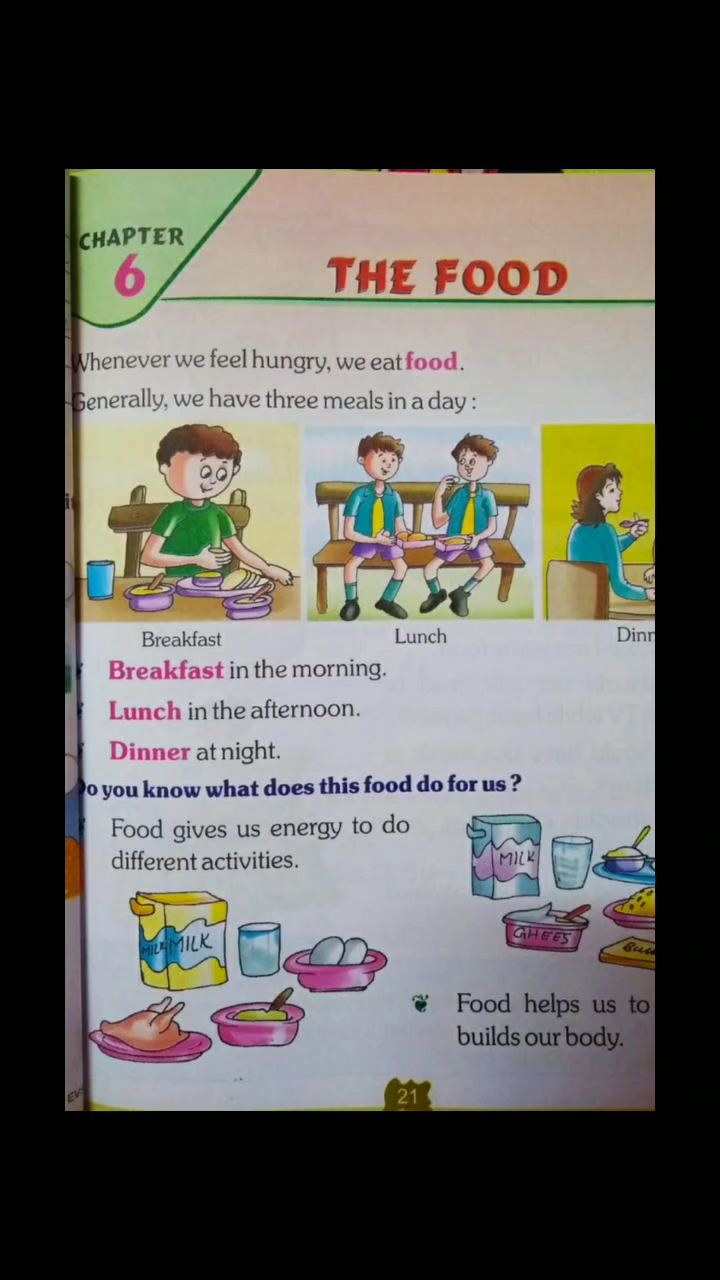 CHAPTER
6
THE FOOD
Whenever we feel hungry, we eat food.
Generally, we have three meals in a day :
Breakfast
Lunch
Dinn
Breakfast in the morning.
Lunch in the afternoon.
Dinner at night.
Do you know what does this food do for us ?
Food gives us energy to do
different activities.
MILK
GHEES
MILK MILK
Food helps us to
builds our body.
21